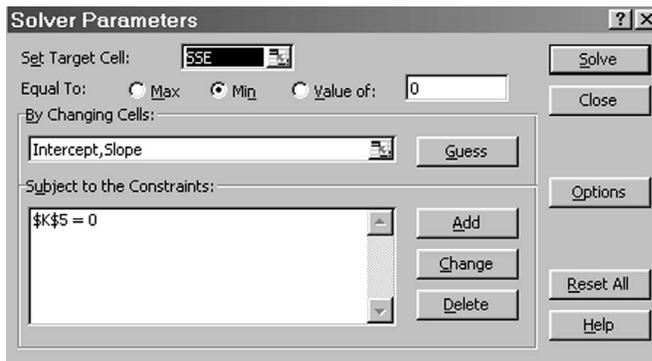 Solver Parameters
? X
Set Target Cell: SSE
Solve
Equal To: Max Min Value of: 0
Close
By Changing Cells:
Intercept,Slope
Guess
Subject to the Constraints:
Options
$K$5 = 0
Add
Change
Reset All
Delete
Help